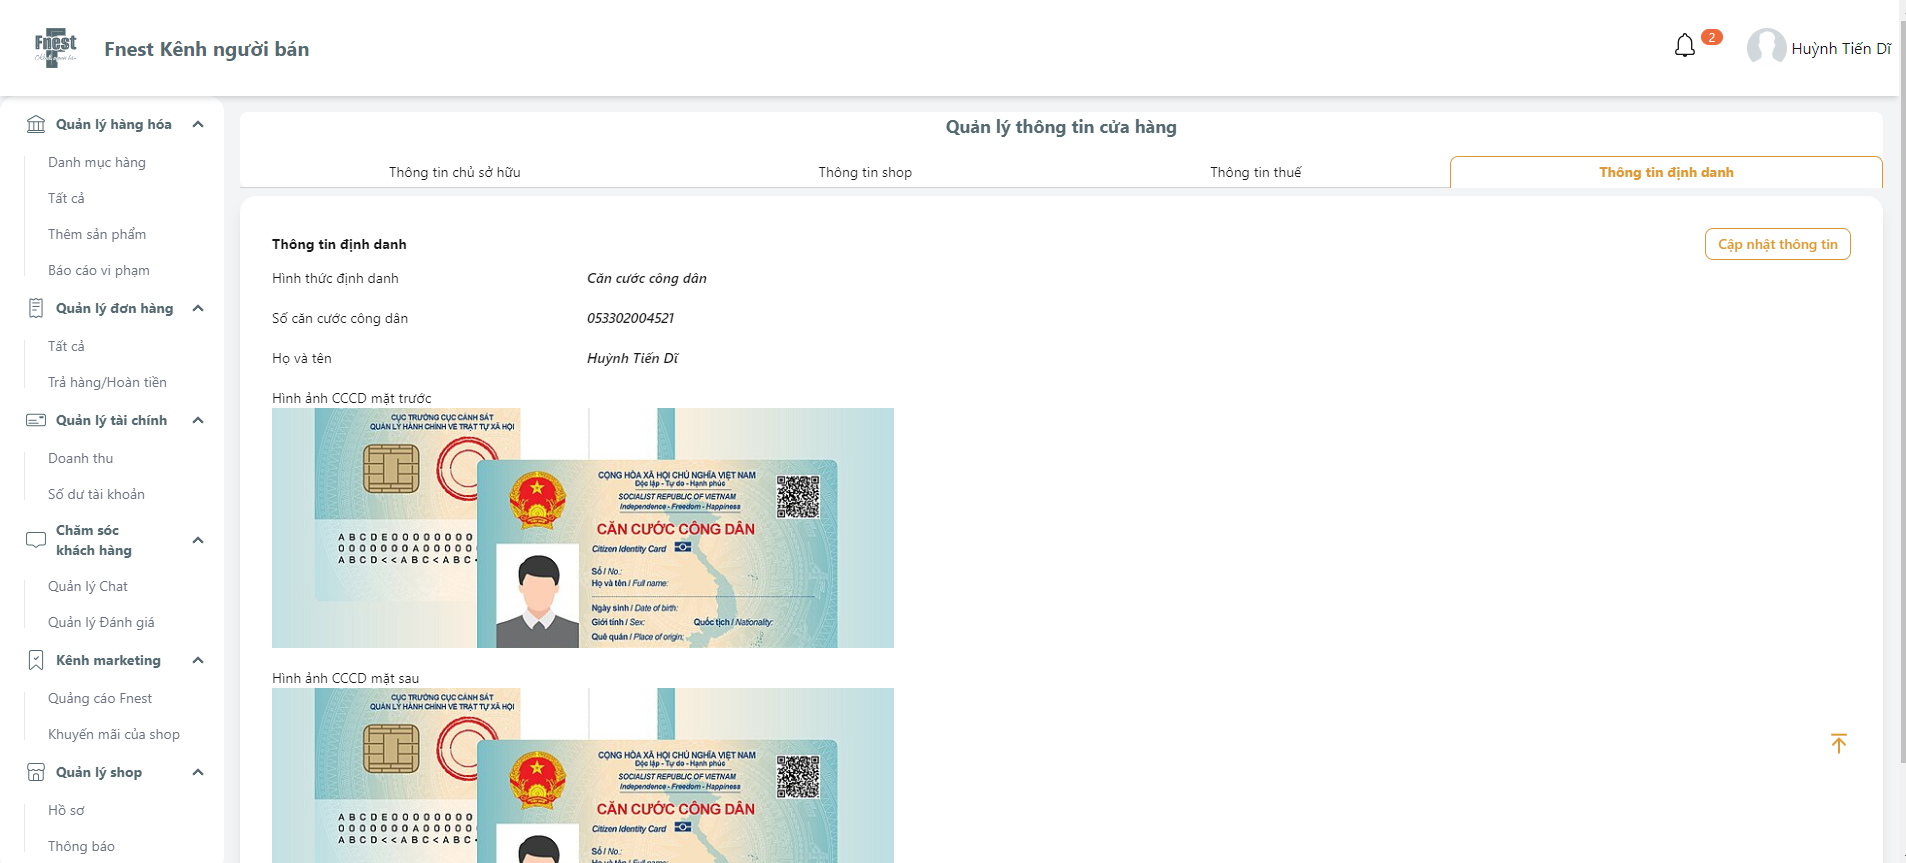 Fnest
Fnest Kênh người bán
2
Huỳnh Tiến Dĩ
Quản lý hàng hóa
Danh mục hàng
Tất cả
Thêm sản phẩm
Báo cáo vi phạm
Quản lý đơn hàng
Tất cả
Trả hàng/Hoàn tiền
Quản lý tài chính
Doanh thu
Số dư tài khoản
Chăm sóc
khách hàng
Quản lý Chat
Quản lý Đánh giá
Kênh marketing
Quảng cáo Fnest
Khuyến mãi của shop
Quản lý shop
Hồ sơ
Thông báo
Quản lý thông tin cửa hàng
Thông tin chủ sở hữu
Thông tin shop
Thông tin thuế
Thông tin định danh
Thông tin định danh
Cập nhật thông tin
Hình thức định danh
Căn cước công dân
Số căn cước công dân
053302004521
Họ và tên
Huỳnh Tiến Dĩ
Hình ảnh CCCD mặt trước
CỤC TRƯỞNG CỤC CẢNH SÁT
QUẢN LÝ HÀNH CHÍNH VỀ TRẬT TỰ XÃ HỘI
ABCDE00000000
000000A00000
ABCD<<ABC<ABC
CỘNG HÒA XÃ HỘI CHỦ NGHĨA VIỆT NAM
Độc lập - Tự do - Hạnh phúc
SOCIALIST REPUBLIC OF VIETNAM
Independence - Freedom - Happiness
CĂN CƯỚC CÔNG DÂN
Citizen Identity Card
Số / No.:
Họ và tên / Full name:
Ngày sinh / Date of birth:
Giới tính / Sex:
Quốc tịch / Nationality:
Quê quán / Place of origin:
Hình ảnh CCCD mặt sau
CỤC TRƯỞNG CỤC CẢNH SÁT
QUẢN LÝ HÀNH CHÍNH VỀ TRẬT TỰ XÃ HỘI
ABCDE00000000
000000A00000
ABCD<<ABC<ABC
CỘNG HÒA XÃ HỘI CHỦ NGHĨA VIỆT NAM
Độc lập - Tự do - Hạnh phúc
SOCIALIST REPUBLIC OF VIETNAM
Independence - Freedom - Happiness
CĂN CƯỚC CÔNG DÂN
Citizen Identity Card
Số / No.: